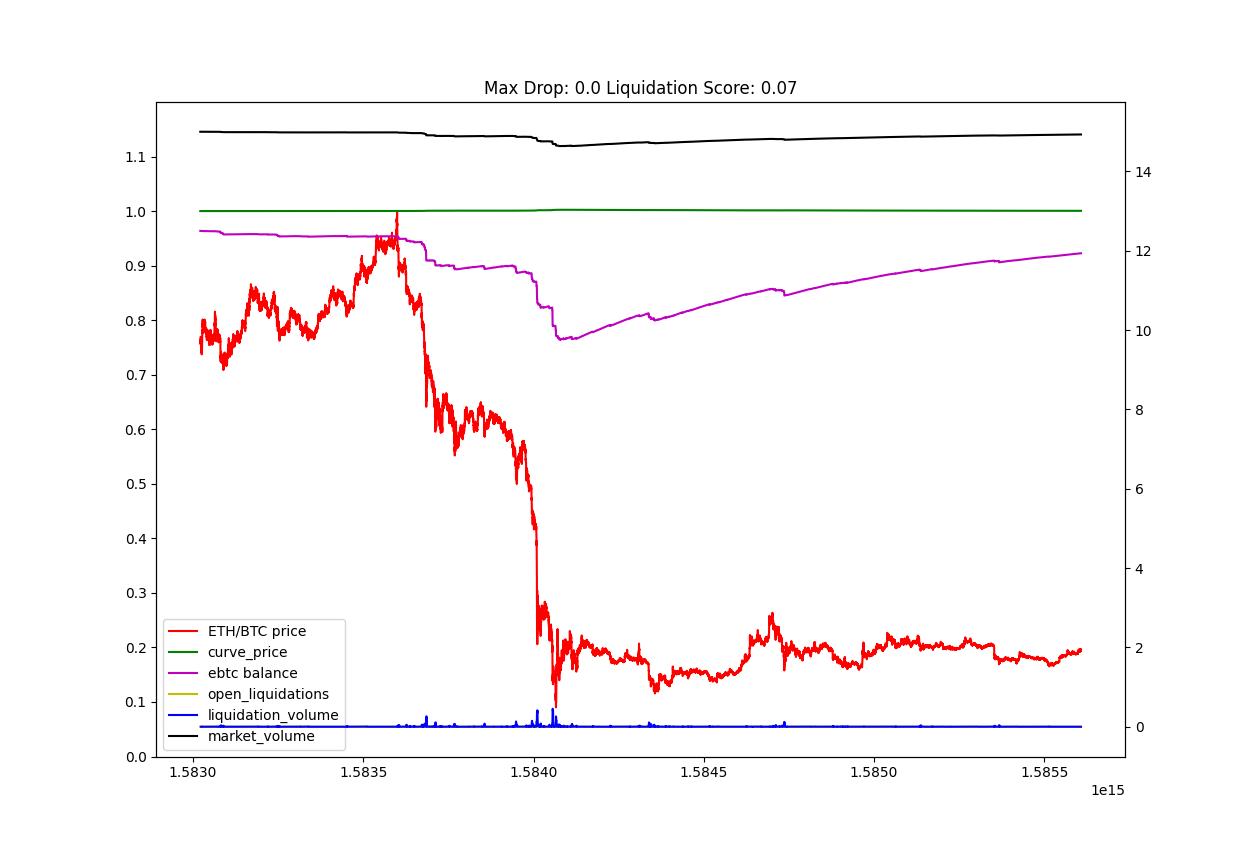 Max Drop: 0.0 Liquidation Score: 0.07
1.1
1.0
0.9
0.8
0.7
0.6
0.5
0.4
0.3
0.2
0.1
0.0
14
12
10
8
6
4
2
0
ETH/BTC price
curve_price
ebtc balance
open_liquidations
liquidation_volume
market_volume
1.5830 1.5835 1.5840 1.5845 1.5850 1.5855
1e15